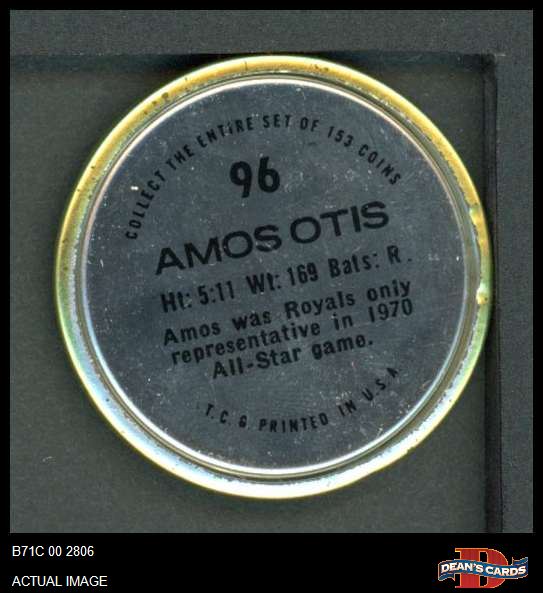 COLLECT THE ENTIRE SET OF 153 COINS
96
AMOS OTIS
Ht: 5:11 Wt: 169 Bats: R.
Amos was Royals only
representative in 1970
All-Star game.
T. C. G. PRINTED IN U.S.A.
B71C 00 2806
ACTUAL IMAGE
D
DEAN'S CARDS